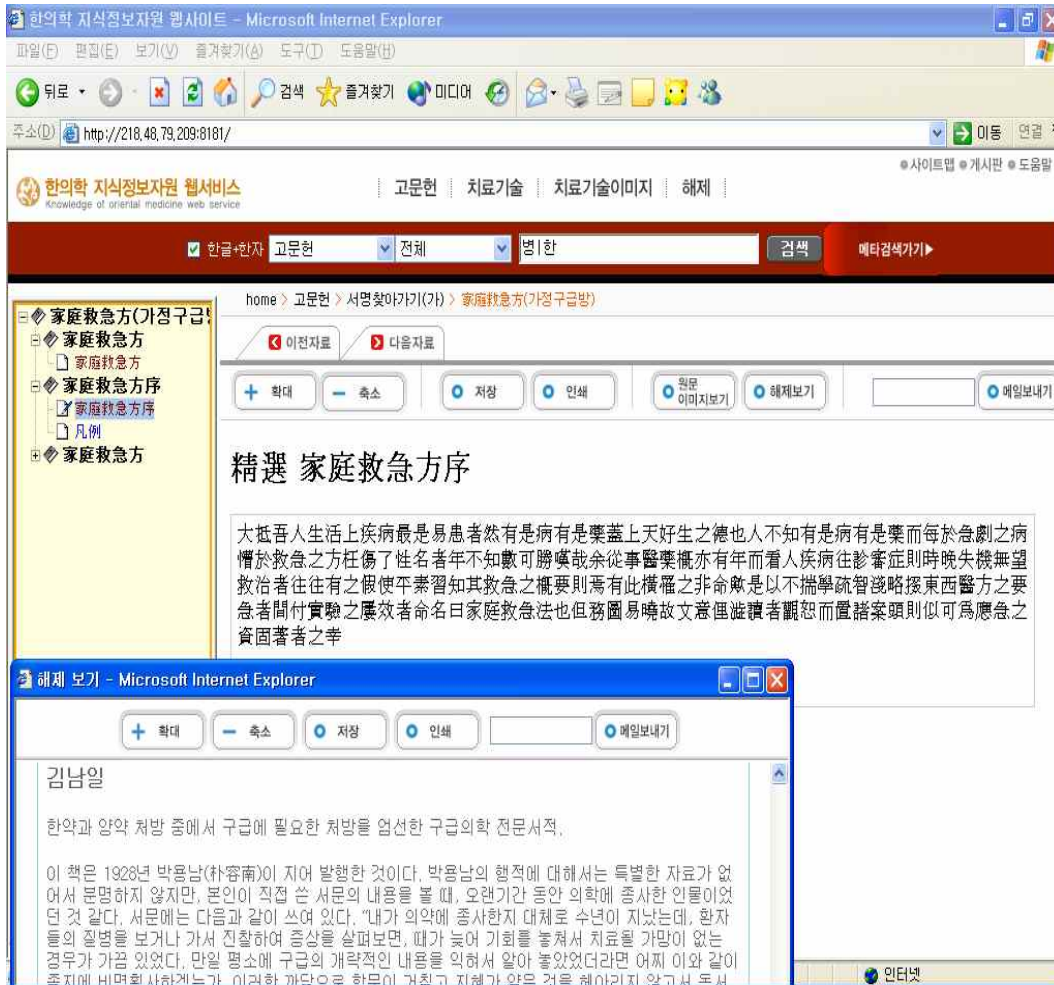 한의학 지식정보자원 웹사이트 - Microsoft Internet Explorer
파일(F) 편집(E) 보기(V) 즐겨찾기(A) 도구(T) 도움말(H)
뒤로 검색 즐겨찾기 미디어
주소(D) http://218.48.79.209:8181/ 이동 연결
사이트맵 게시판 도움말
한의학 지식정보자원 웹서비스 고문헌 치료기술 치료기술이미지 해제
Knowledge of oriental medicine web service
한글+한자 고문헌 전체 병|한 검색 메타검색가기▶
home > 고문헌 > 서명찾아가기(가) > 家庭救急方(가정구급방)
家庭救急方(가정구급
家庭救急方
家庭救急方
家庭救急方序
家庭救急方序
凡例
家庭救急方
이전자료 다음자료
확대 축소 저장 인쇄 원문이미지보기 해제보기 메일보내기
精選 家庭救急方序
大抵吾人生活上疾病最是易患者然有是病有是藥蓋上天好生之德也人不知有是病有是藥而每於急劇之病
懵於救急之方枉傷了性名者年不知數可勝嘆哉余從事醫藥概亦有年而看人疾病往診審症則時晚失機無望
救治者往往有之假使平素習知其救急之概要則焉有此橫罹之非命歟是以不揣學疏智淺略掇東西醫方之要
急者間付實驗之屢效者命名曰家庭救急法也但務圖易曉故文意俚澁讀者觀恕而置諸案頭則似可爲應急之
資固著者之幸
해제 보기 - Microsoft Internet Explorer
확대 축소 저장 인쇄 메일보내기
김남일
한약과 양약 처방 중에서 구급에 필요한 처방을 엄선한 구급의학 전문서적.
이 책은 1928년 박용남(朴容南)이 지어 발행한 것이다. 박용남의 행적에 대해서는 특별한 자료가 없
어서 분명하지 않지만, 본인이 직접 쓴 서문의 내용을 볼 때, 오랜기간 동안 의학에 종사한 인물이었
던 것 같다. 서문에는 다음과 같이 쓰여 있다. "내가 의약에 종사한지 대체로 수년이 지났는데, 환자
들의 질병을 보거나 가서 진찰하여 증상을 살펴보면, 때가 늦어 기회를 놓쳐서 치료될 가망이 없는
경우가 가끔 있었다. 만일 평소에 구급의 개략적인 내용을 익혀서 알아 놓았었더라면 어찌 이와 같이
인터넷